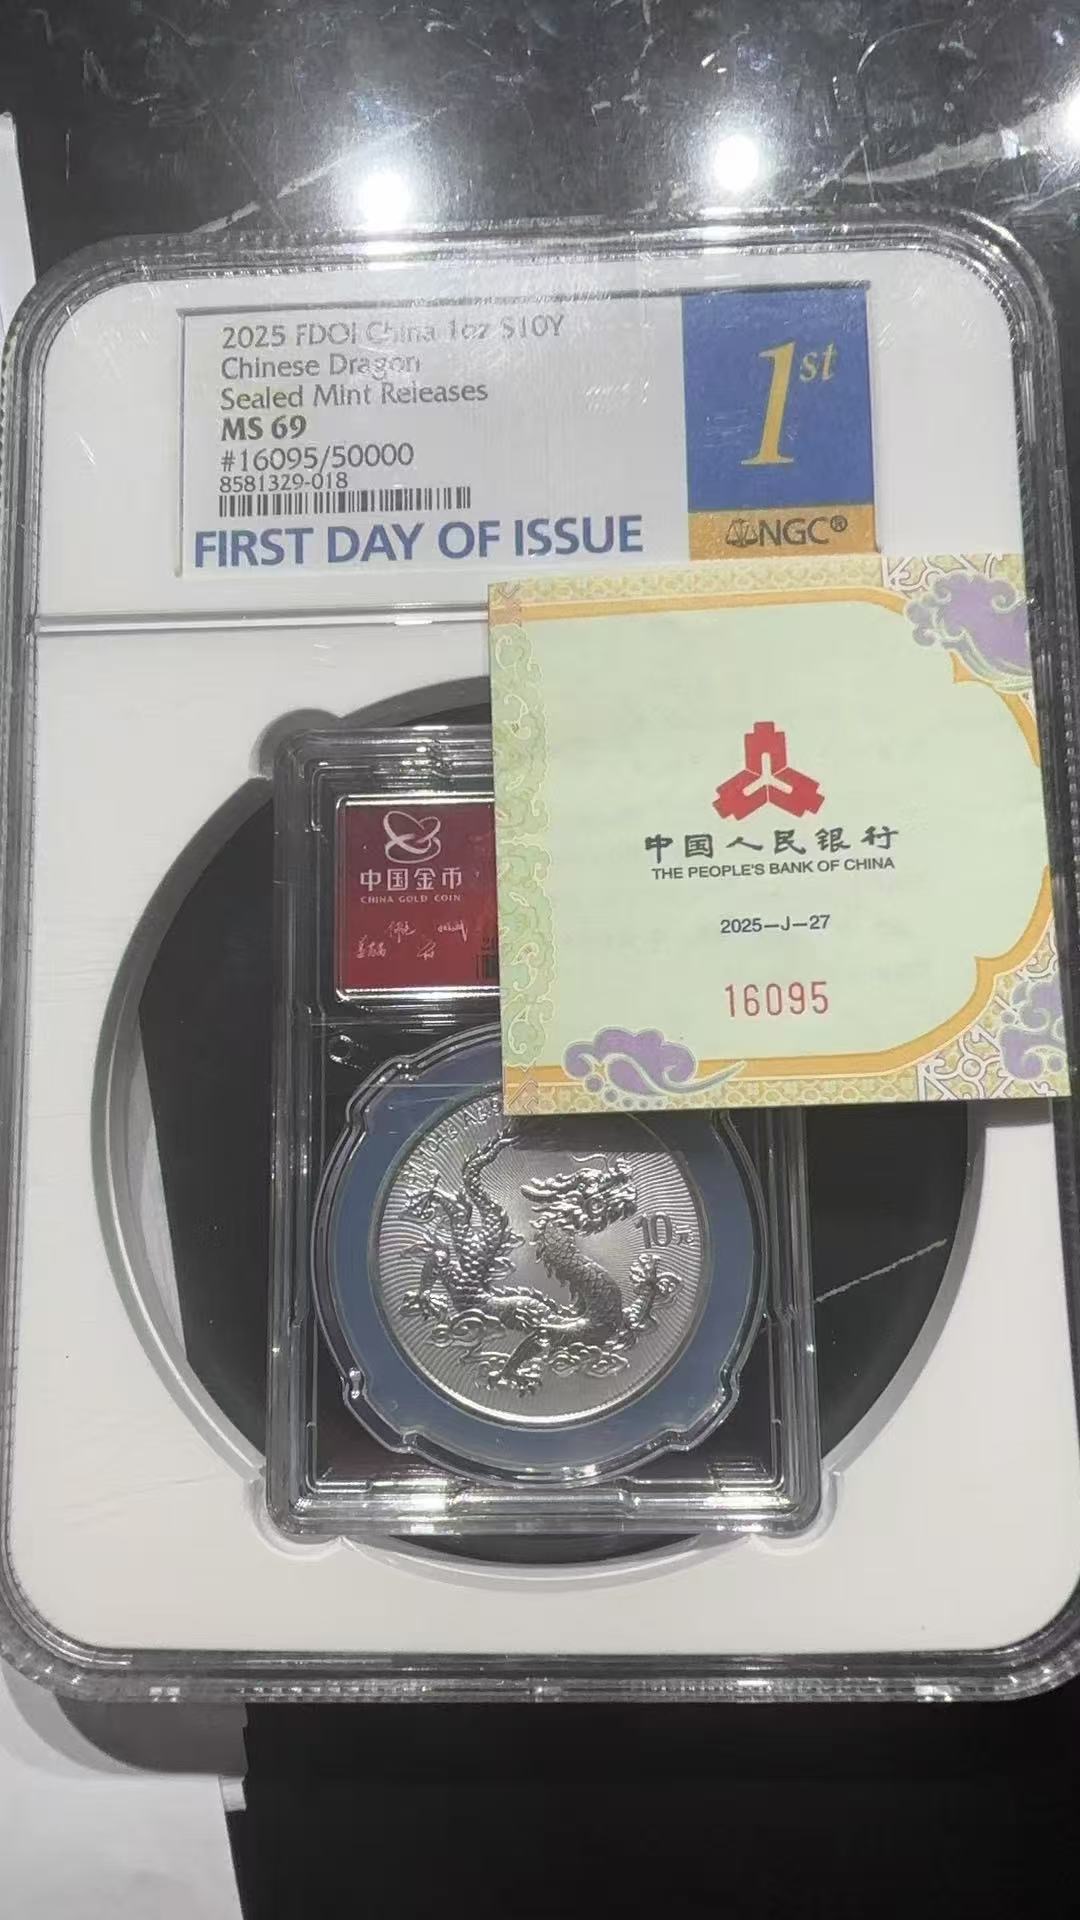 2025 FDOI China 1oz S10Y
Chinese Dragon
Sealed Mint Releases
MS 69
#16095/50000
8581329-018
FIRST DAY OF ISSUE
1st
NGC®
中国人民银行
THE PEOPLE'S BANK OF CHINA
2025-J-27
16095
中国金币
CHINA GOLD COIN
10元